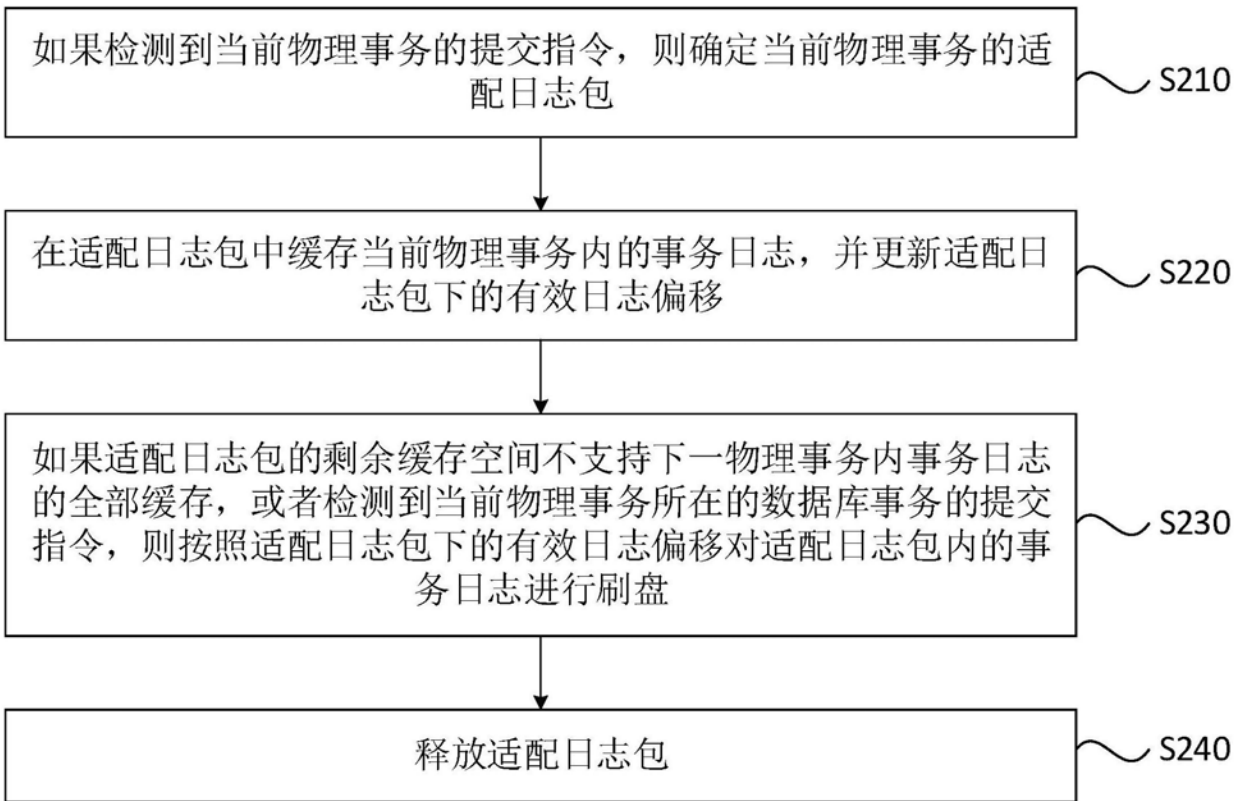 如果检测到当前物理事务的提交指令，则确定当前物理事务的适
配日志包
S210
在适配日志包中缓存当前物理事务内的事务日志，并更新适配日
志包下的有效日志偏移
S220
如果适配日志包的剩余缓存空间不支持下一物理事务内事务日志
的全部缓存，或者检测到当前物理事务所在的数据库事务的提交
指令，则按照适配日志包下的有效日志偏移对适配日志包内的事
务日志进行刷盘
S230
释放适配日志包
S240